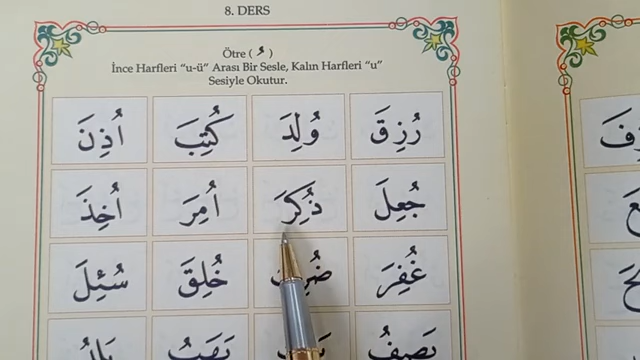 8. DERS
Ötre ( ُ )
İnce Harfleri “u-ü” Arası Bir Sesle, Kalın Harfleri “u”
Sesiyle Okutur.
رُزِقَ وُلِدَ كُتِبَ اُذِنَ
جُعِلَ ذُكِرَ اُمِرَ اُخِذَ
غُفِرَ خُلِقَ سُئِلَ
يَصِفُ يَهَبُ